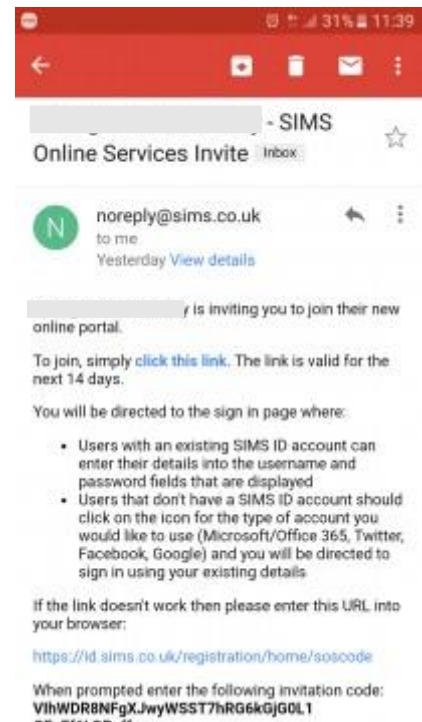 31% 11:39
- SIMS
Online Services Invite Inbox
N
noreply@sims.co.uk
to me
Yesterday View details
is inviting you to join their new
online portal.
To join, simply click this link. The link is valid for the
next 14 days.
You will be directed to the sign in page where:
• Users with an existing SIMS ID account can
enter their details into the username and
password fields that are displayed
• Users that don't have a SIMS ID account should
click on the icon for the type of account you
would like to use (Microsoft/Office 365, Twitter,
Facebook, Google) and you will be directed to
sign in using your existing details
If the link doesn't work then please enter this URL into
your browser:
https://id.sims.co.uk/registration/home/soscode
When prompted enter the following invitation code: